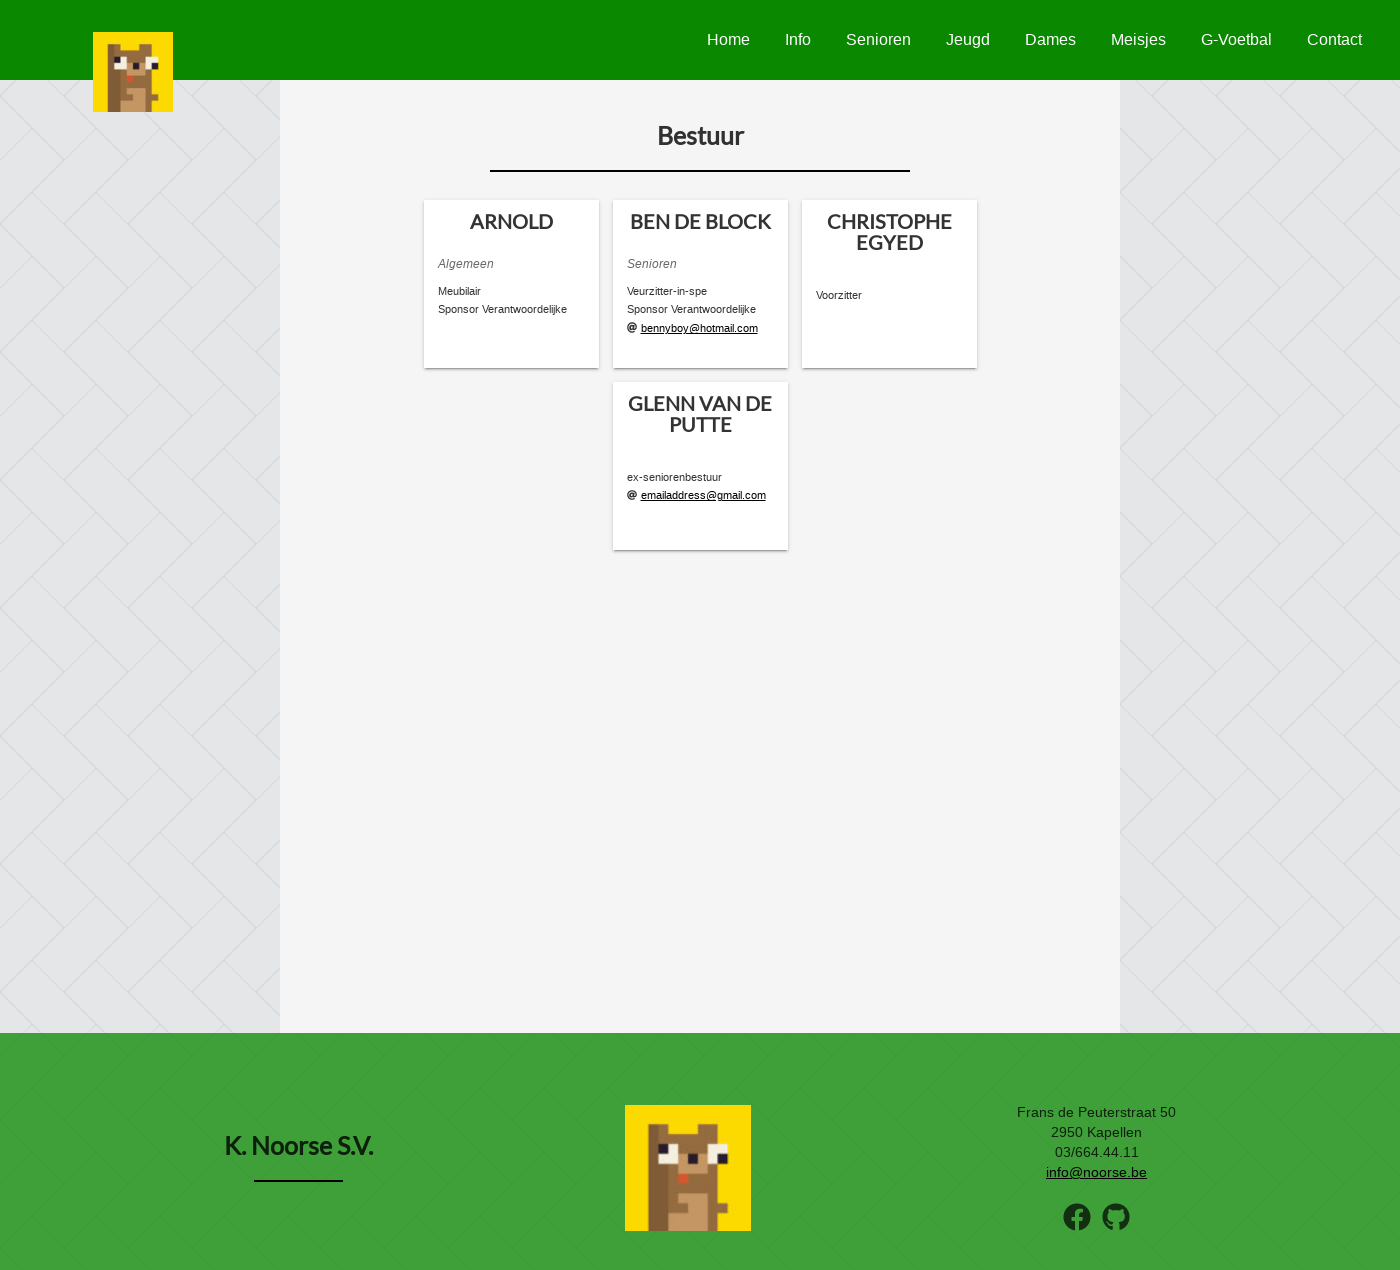 Home Info Senioren Jeugd Dames Meisjes G-Voetbal Contact
Bestuur
ARNOLD
Algemeen
Meubilair
Sponsor Verantwoordelijke
BEN DE BLOCK
Senioren
Veurzitter-in-spe
Sponsor Verantwoordelijke
@ bennyboy@hotmail.com
CHRISTOPHE
EGYED
Voorzitter
GLENN VAN DE
PUTTE
ex-seniorenbestuur
@ emailaddress@gmail.com
K. Noorse S.V.
Frans de Peuterstraat 50
2950 Kapellen
03/664.44.11
info@noorse.be